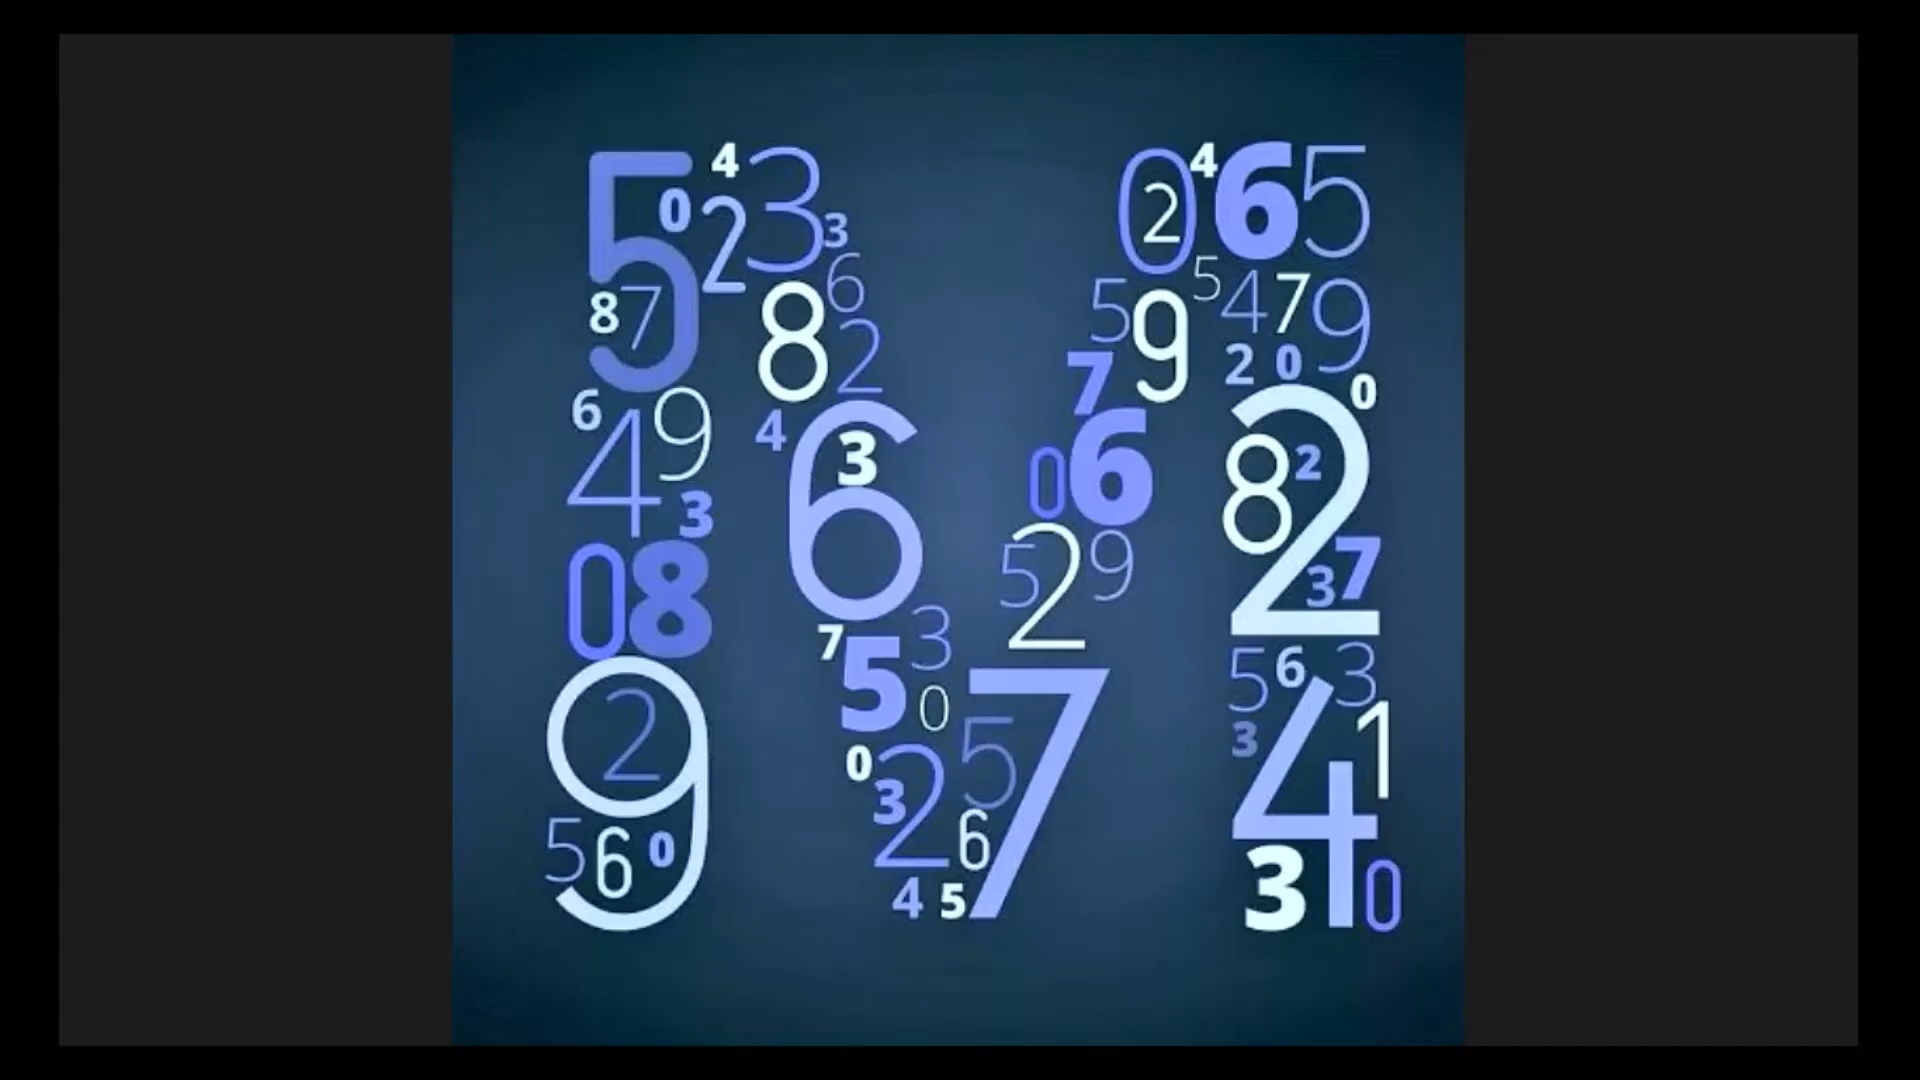 5 4 3 0 4 6 5
0 2 3 2
8 7 8 6 2 5 9 5 4 7 9
7 2 0 0
6 4 9 4 6 3 0 6 8 2 2
3
0 8 5 2 9 3 7
7 5 3 5 6 3
9 2 0 5 7 3 4 1
0 3 2
5 6 0 6
4 5 3 0